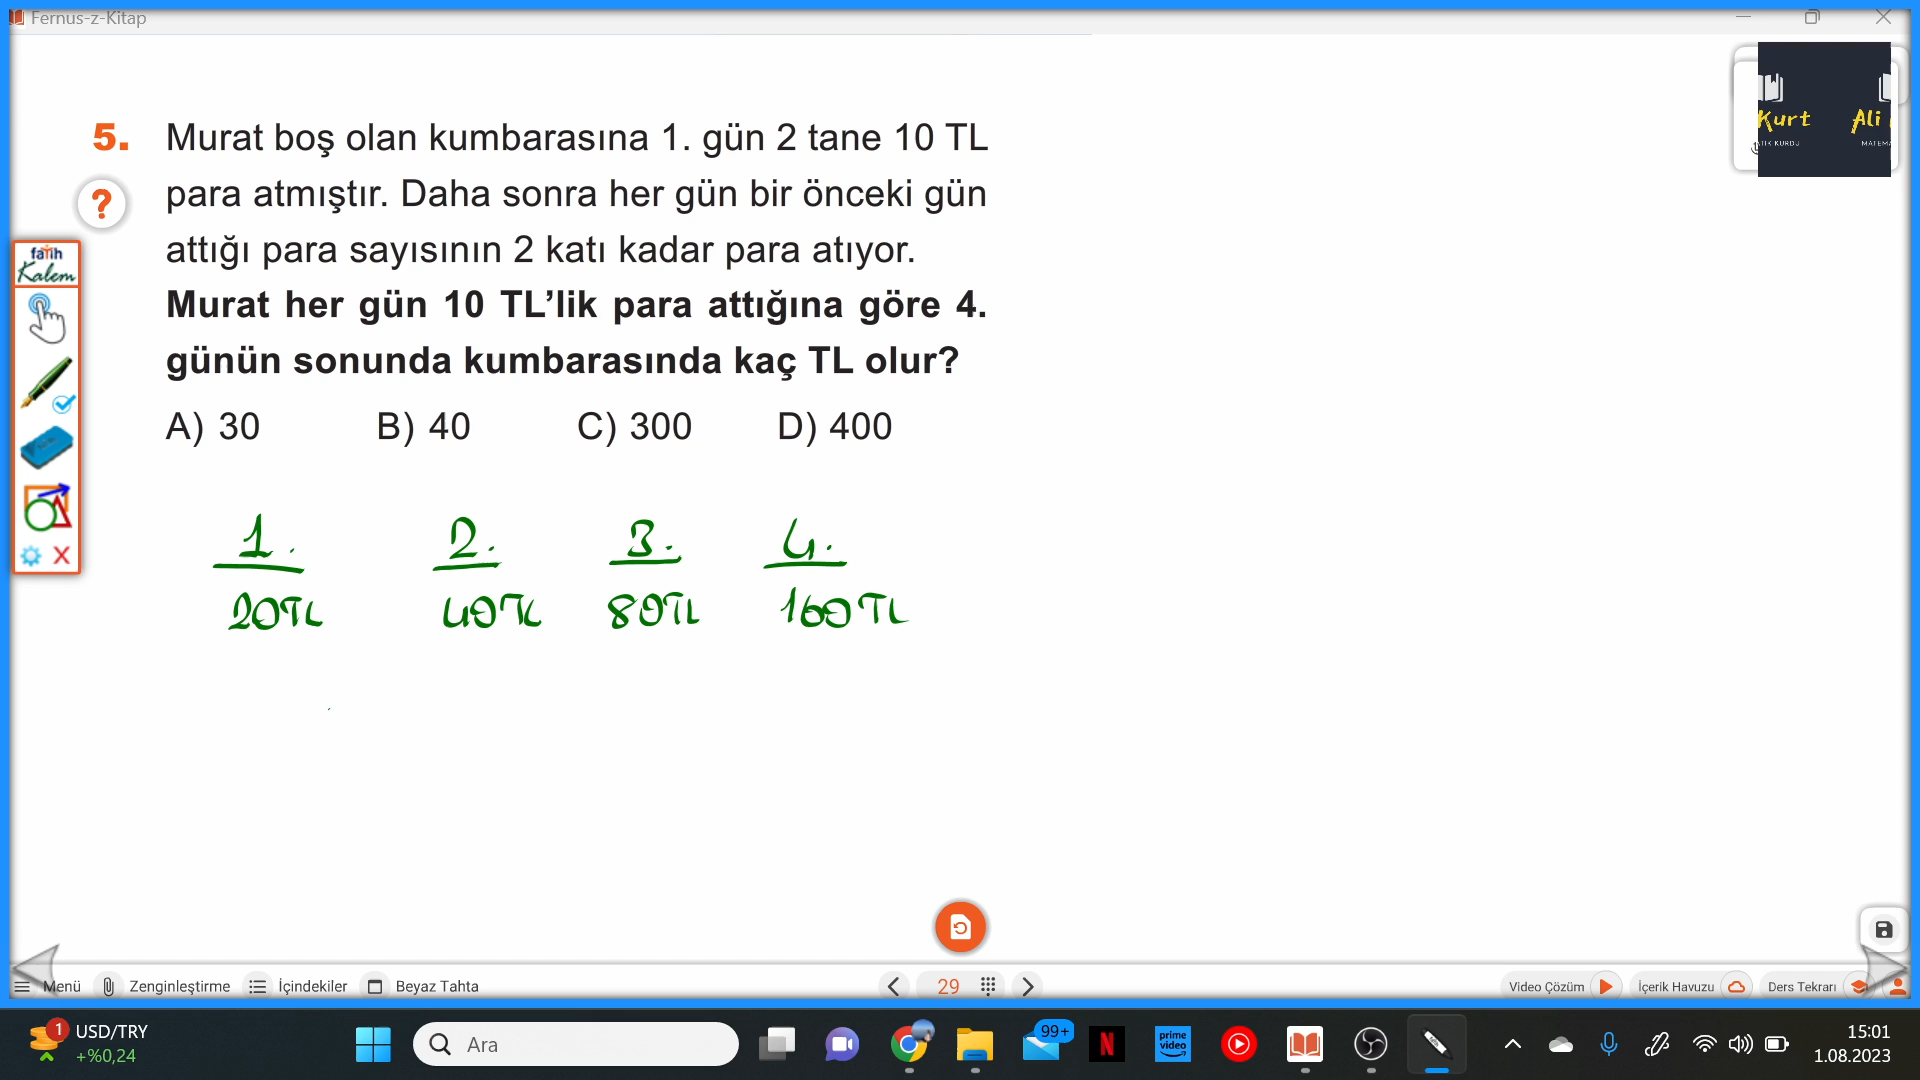 Fernus-z-Kitap
Kurt
Ali
MATEMA
5. Murat boş olan kumbarasına 1. gün 2 tane 10 TL
para atmıştır. Daha sonra her gün bir önceki gün
attığı para sayısının 2 katı kadar para atıyor.
Murat her gün 10 TL’lik para attığına göre 4.
günün sonunda kumbarasında kaç TL olur?
A) 30 B) 40 C) 300 D) 400
?
fatih
Kalem
1. 2. 3. 4.
20TL 40TL 80TL 160TL
Menü Zenginleştirme İçindekiler Beyaz Tahta 29 Video Çözüm İçerik Havuzu Ders Tekrarı
1 USD/TRY
+%0,24
Ara
99+
N
prime
video
15:01
1.08.2023